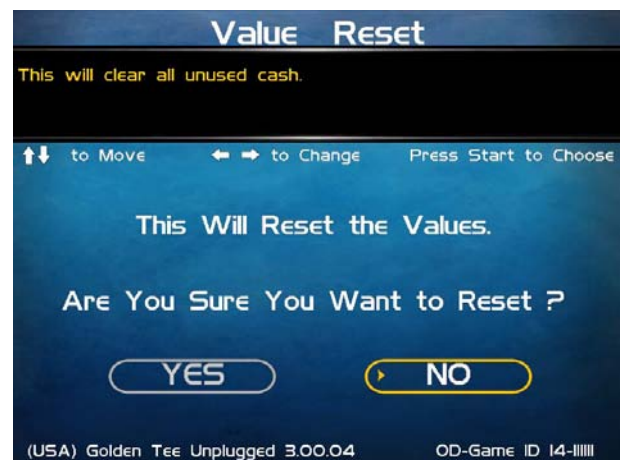 Value Reset
This will clear all unused cash.
to Move to Change Press Start to Choose
This Will Reset the Values.
Are You Sure You Want to Reset ?
YES NO
(USA) Golden Tee Unplugged 3.00.04 OD-Game ID 14-111111